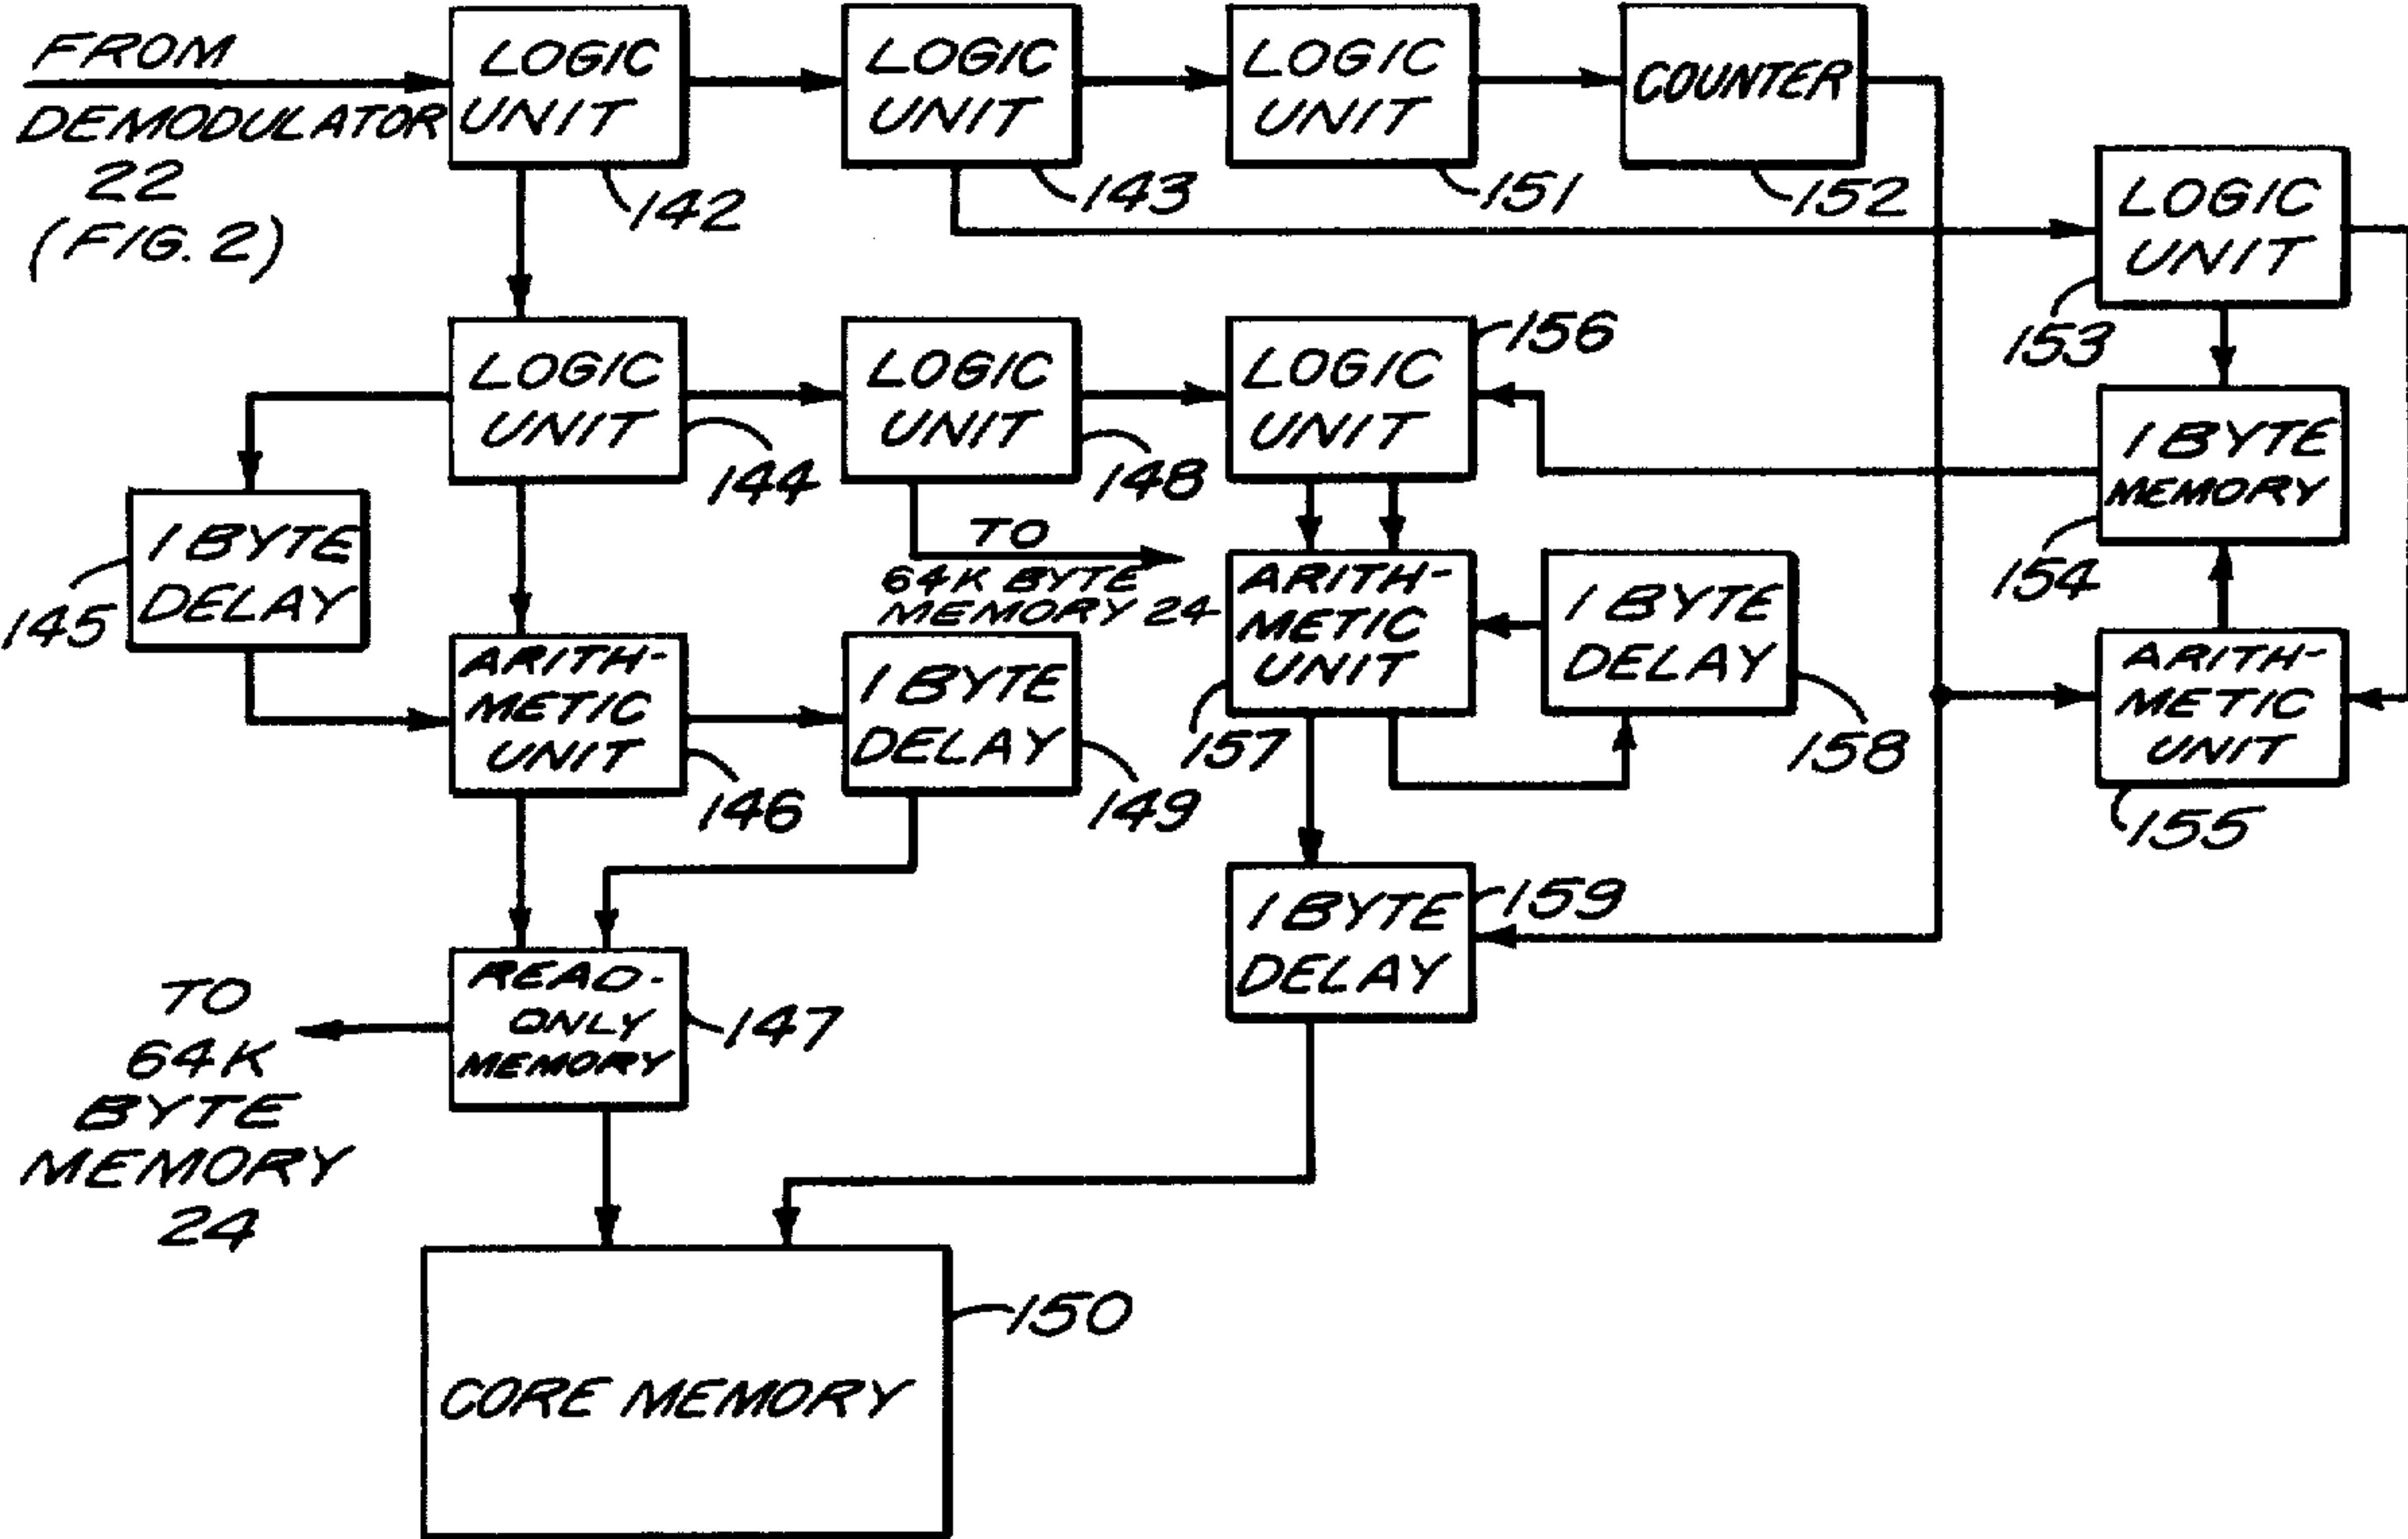 FROM
DEMODULATOR
22
(FIG. 2)
LOGIC
UNIT
142
LOGIC
UNIT
143
LOGIC
UNIT
151
COUNTER
152
LOGIC
UNIT
153
LOGIC
UNIT
144
LOGIC
UNIT
148
TO
64K BYTE
MEMORY 24
LOGIC
UNIT
156
1 BYTE
MEMORY
154
1 BYTE
DELAY
145
ARITH-
METIC
UNIT
146
1 BYTE
DELAY
149
ARITH-
METIC
UNIT
157
1 BYTE
DELAY
158
ARITH-
METIC
UNIT
155
READ-
ONLY
MEMORY
147
TO
64K
BYTE
MEMORY
24
1 BYTE
DELAY
159
CORE MEMORY
150